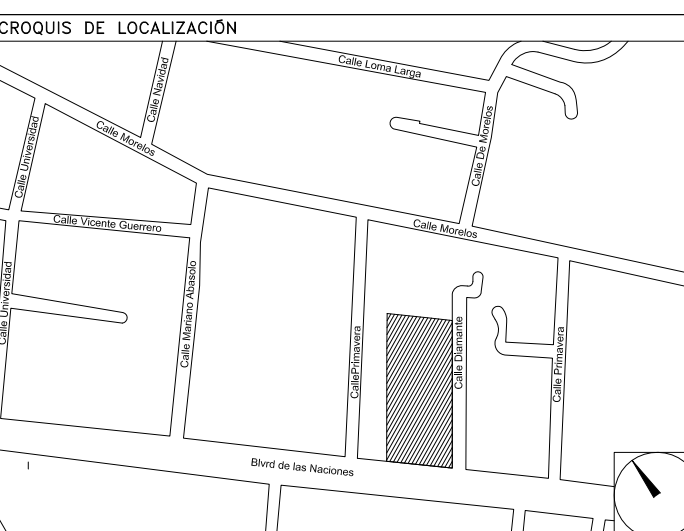 CROQUIS DE LOCALIZACIÓN
Calle Loma Larga
Calle Navidad
Calle Morelos
Calle Universidad
Calle De Morelos
Calle Vicente Guerrero
Calle Morelos
Calle Universidad
Calle Mariano Abasolo
CallePrimavera
Calle Diamante
Calle Primavera
Blvrd de las Naciones